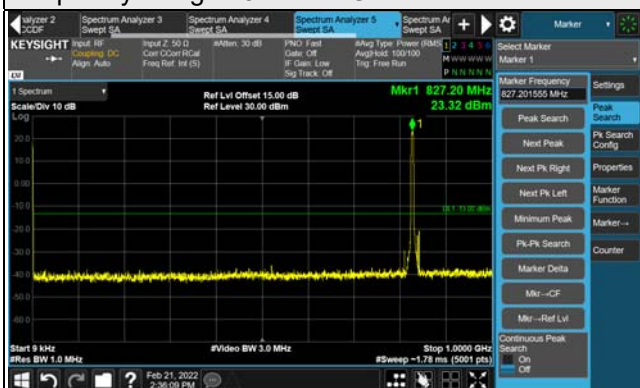 Spectrum Analyzer 3
Swept SA
Spectrum Analyzer 4
Swept SA
Spectrum Analyzer 5
Swept SA
Marker
KEYSIGHT
Input: RF
Coupling: DC
Align: Auto
Input Z: 50 Ω
Corr CCorr RCal
Freq Ref: Int (S)
#Atten: 30 dB
PNO: Fast
Gate: Off
IF Gain: Low
Sig Track: Off
#Avg Type: Power (RMS)
Avg|Hold: 100/100
Trig: Free Run
1 2 3 4 5 6
M W W W W W
P N N N N N
Select Marker
Marker 1
1 Spectrum
Scale/Div 10 dB
Log
Ref Lvl Offset 15.00 dB
Ref Level 30.00 dBm
Mkr1 827.20 MHz
23.32 dBm
1
20.0
10.0
0.00
-20.0
-30.0
-40.0
-50.0
-60.0
DL1 -13.00 dBm
Start 9 kHz
#Res BW 1.0 MHz
#Video BW 3.0 MHz
Stop 1.0000 GHz
#Sweep ~1.78 ms (5001 pts)
Marker Frequency
827.201555 MHz
Peak Search
Next Peak
Next Pk Right
Next Pk Left
Minimum Peak
Pk-Pk Search
Marker Delta
Mkr→CF
Mkr→Ref Lvl
Continuous Peak
Search
On
Off
Settings
Peak
Search
Pk Search
Config
Properties
Marker
Function
Marker→
Counter
Feb 21, 2022
2:36:09 PM